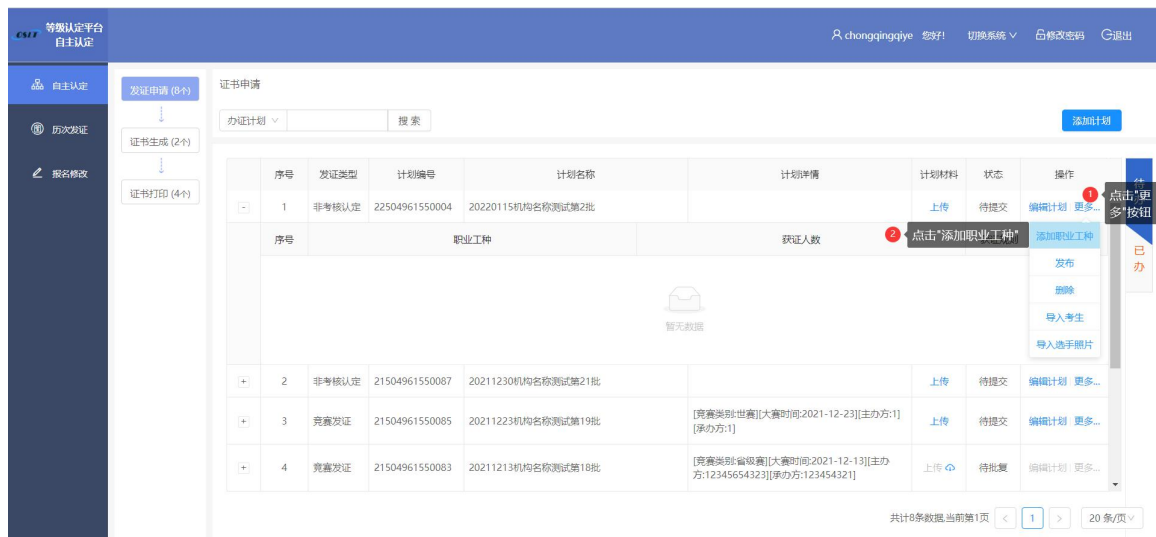 OSLT 等级认定平台
自主认定
chongqingqiye 您好! 切换系统 修改密码 退出
自主认定
历次发证
报名修改
发证申请 (8个)
证书生成 (2个)
证书打印 (4个)
证书申请
办证计划 搜 索 添加计划
序号 发证类型 计划编号 计划名称 计划详情 计划材料 状态 操作
- 1 非考核认定 22504961550004 20220115机构名称测试第2批 上传 待提交 编辑计划 更多...
1 点击"更
多"按钮
待
序号 职业工种 获证人数
2 点击"添加职业工种"
添加职业工种
发布
删除
导入考生
导入选手照片
已
办
暂无数据
+ 2 非考核认定 21504961550087 20211230机构名称测试第21批 上传 待提交 编辑计划 更多...
+ 3 竞赛发证 21504961550085 20211223机构名称测试第19批 [竞赛类别:世赛][大赛时间:2021-12-23][主办方:1]
[承办方:1] 上传 待提交 编辑计划 更多...
+ 4 竞赛发证 21504961550083 20211213机构名称测试第18批 [竞赛类别:省级赛][大赛时间:2021-12-13][主办
方:12345654323][承办方:123454321] 上传 待批复 编辑计划 更多...
共计8条数据,当前第1页 < 1 > 20 条/页